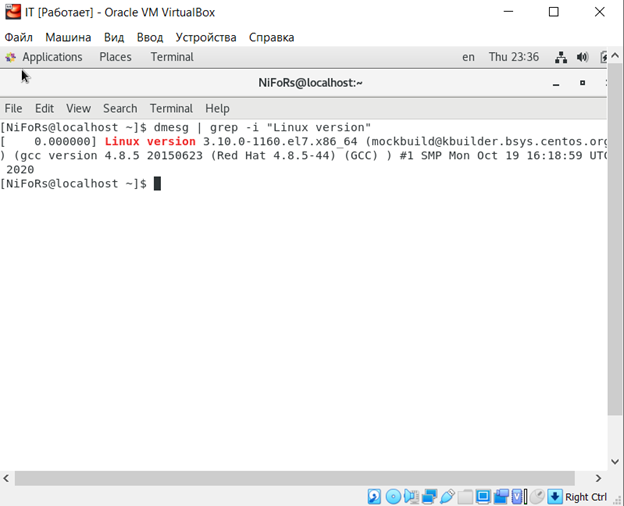 IT [Работает] - Oracle VM VirtualBox
Файл Машина Вид Ввод Устройства Справка
Applications Places Terminal en Thu 23:36
NiFoRs@localhost:~
File Edit View Search Terminal Help
[NiFoRs@localhost ~]$ dmesg | grep -i "Linux version"
[    0.000000] Linux version 3.10.0-1160.el7.x86_64 (mockbuild@kbuilder.bsys.centos.org
) (gcc version 4.8.5 20150623 (Red Hat 4.8.5-44) (GCC) ) #1 SMP Mon Oct 19 16:18:59 UTC
2020
[NiFoRs@localhost ~]$
Right Ctrl